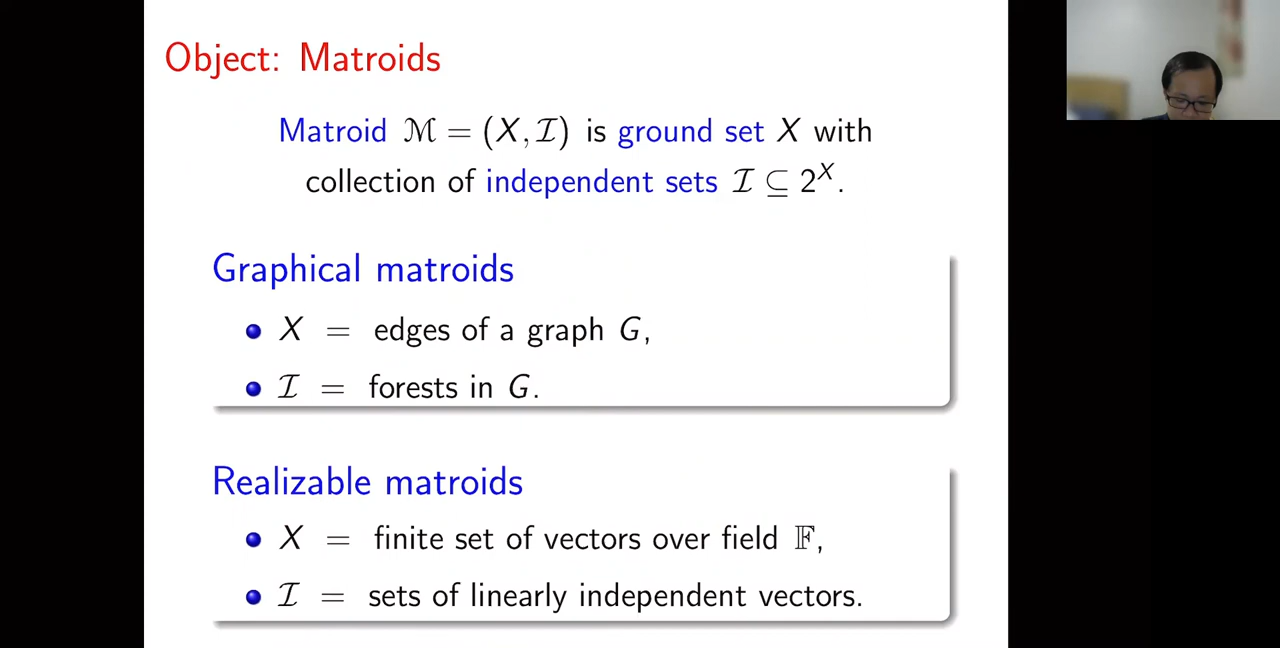 Object: Matroids
Matroid ℳ = (X, ℐ) is ground set X with
collection of independent sets ℐ ⊆ 2^X.
Graphical matroids
• X = edges of a graph G,
• ℐ = forests in G.
Realizable matroids
• X = finite set of vectors over field 𝔽,
• ℐ = sets of linearly independent vectors.